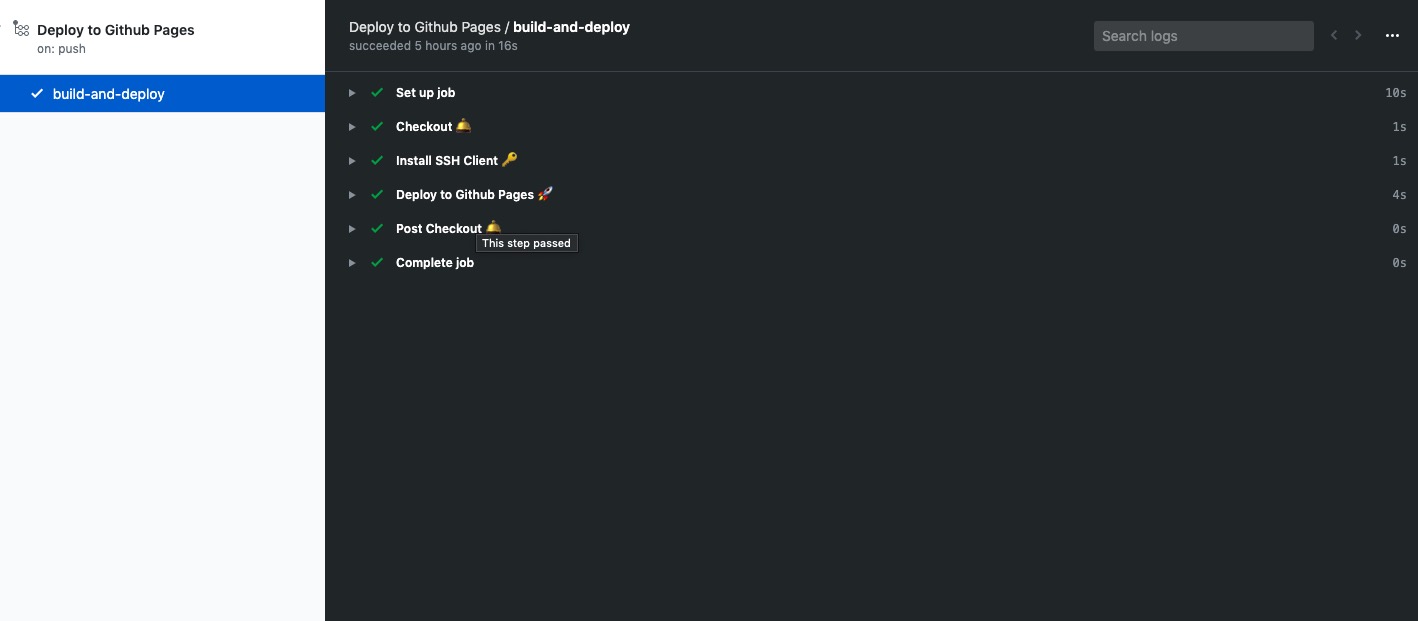 Deploy to Github Pages
on: push
build-and-deploy
Deploy to Github Pages / build-and-deploy
succeeded 5 hours ago in 16s
Search logs
Set up job 10s
Checkout 🛎️ 1s
Install SSH Client 🔑 1s
Deploy to Github Pages 🚀 4s
Post Checkout 🛎️ 0s
This step passed
Complete job 0s